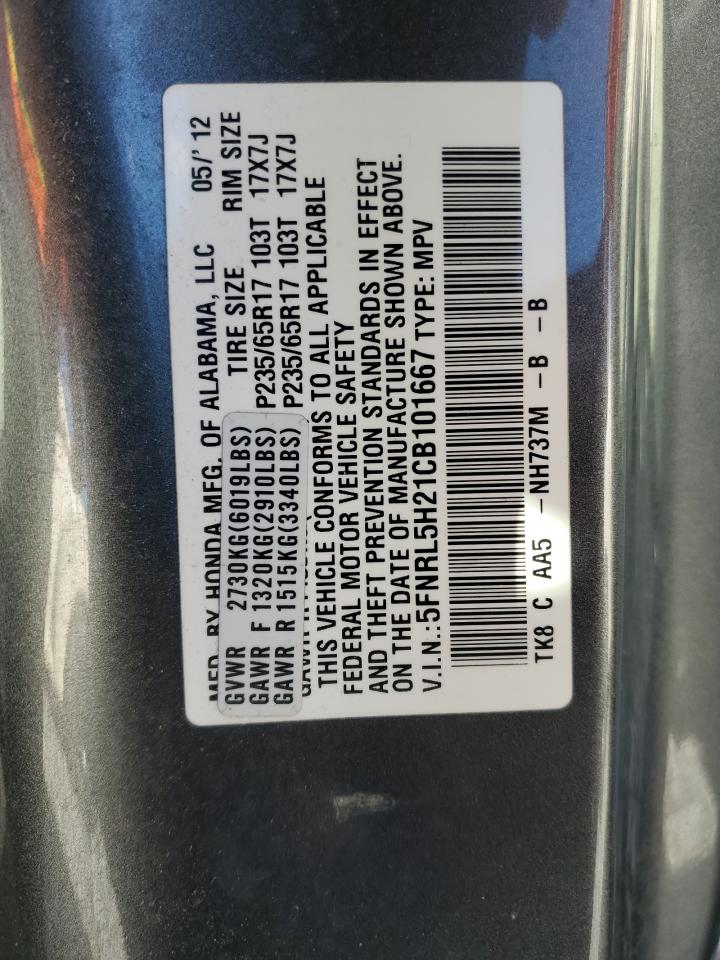 MFD. BY HONDA MFG. OF ALABAMA, LLC 05/'12
TIRE SIZE RIM SIZE
GVWR 2730KG(6019LBS)
GAWR F 1320KG(2910LBS) P235/65R17 103T 17X7J
GAWR R 1515KG(3340LBS) P235/65R17 103T 17X7J
THIS VEHICLE CONFORMS TO ALL APPLICABLE
FEDERAL MOTOR VEHICLE SAFETY
AND THEFT PREVENTION STANDARDS IN EFFECT
ON THE DATE OF MANUFACTURE SHOWN ABOVE.
V.I.N.:5FNRL5H21CB101667 TYPE: MPV
TK8 C AA5 -NH737M -B -B